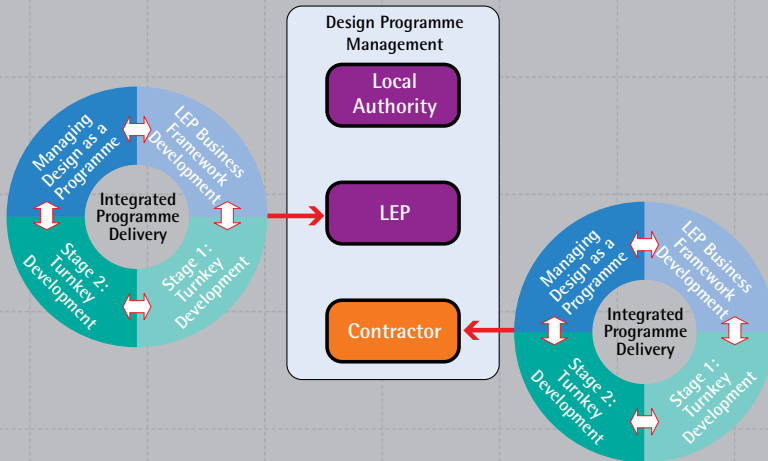 Design Programme
Management
Local
Authority
LEP
Contractor
Managing
Design as a
Programme
LEP Business
Framework
Development
Integrated
Programme
Delivery
Stage 2:
Turnkey
Development
Stage 1:
Turnkey
Development
Managing
Design as a
Programme
LEP Business
Framework
Development
Integrated
Programme
Delivery
Stage 2:
Turnkey
Development
Stage 1:
Turnkey
Development